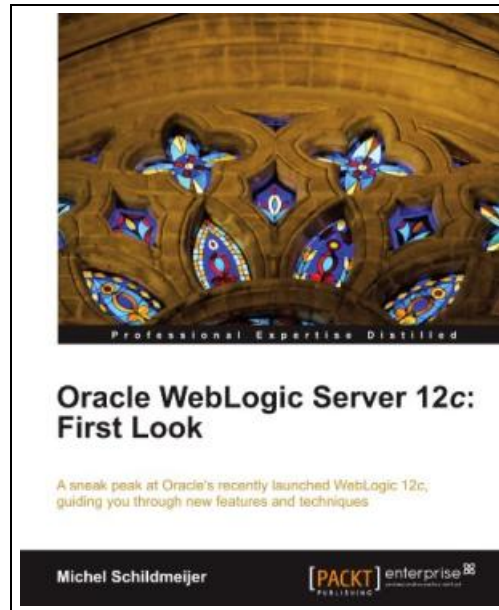 Professional Expertise Distilled
Oracle WebLogic Server 12c:
First Look
A sneak peak at Oracle's recently launched WebLogic 12c,
guiding you through new features and techniques
Michel Schildmeijer
[PACKT] enterprise
PUBLISHING